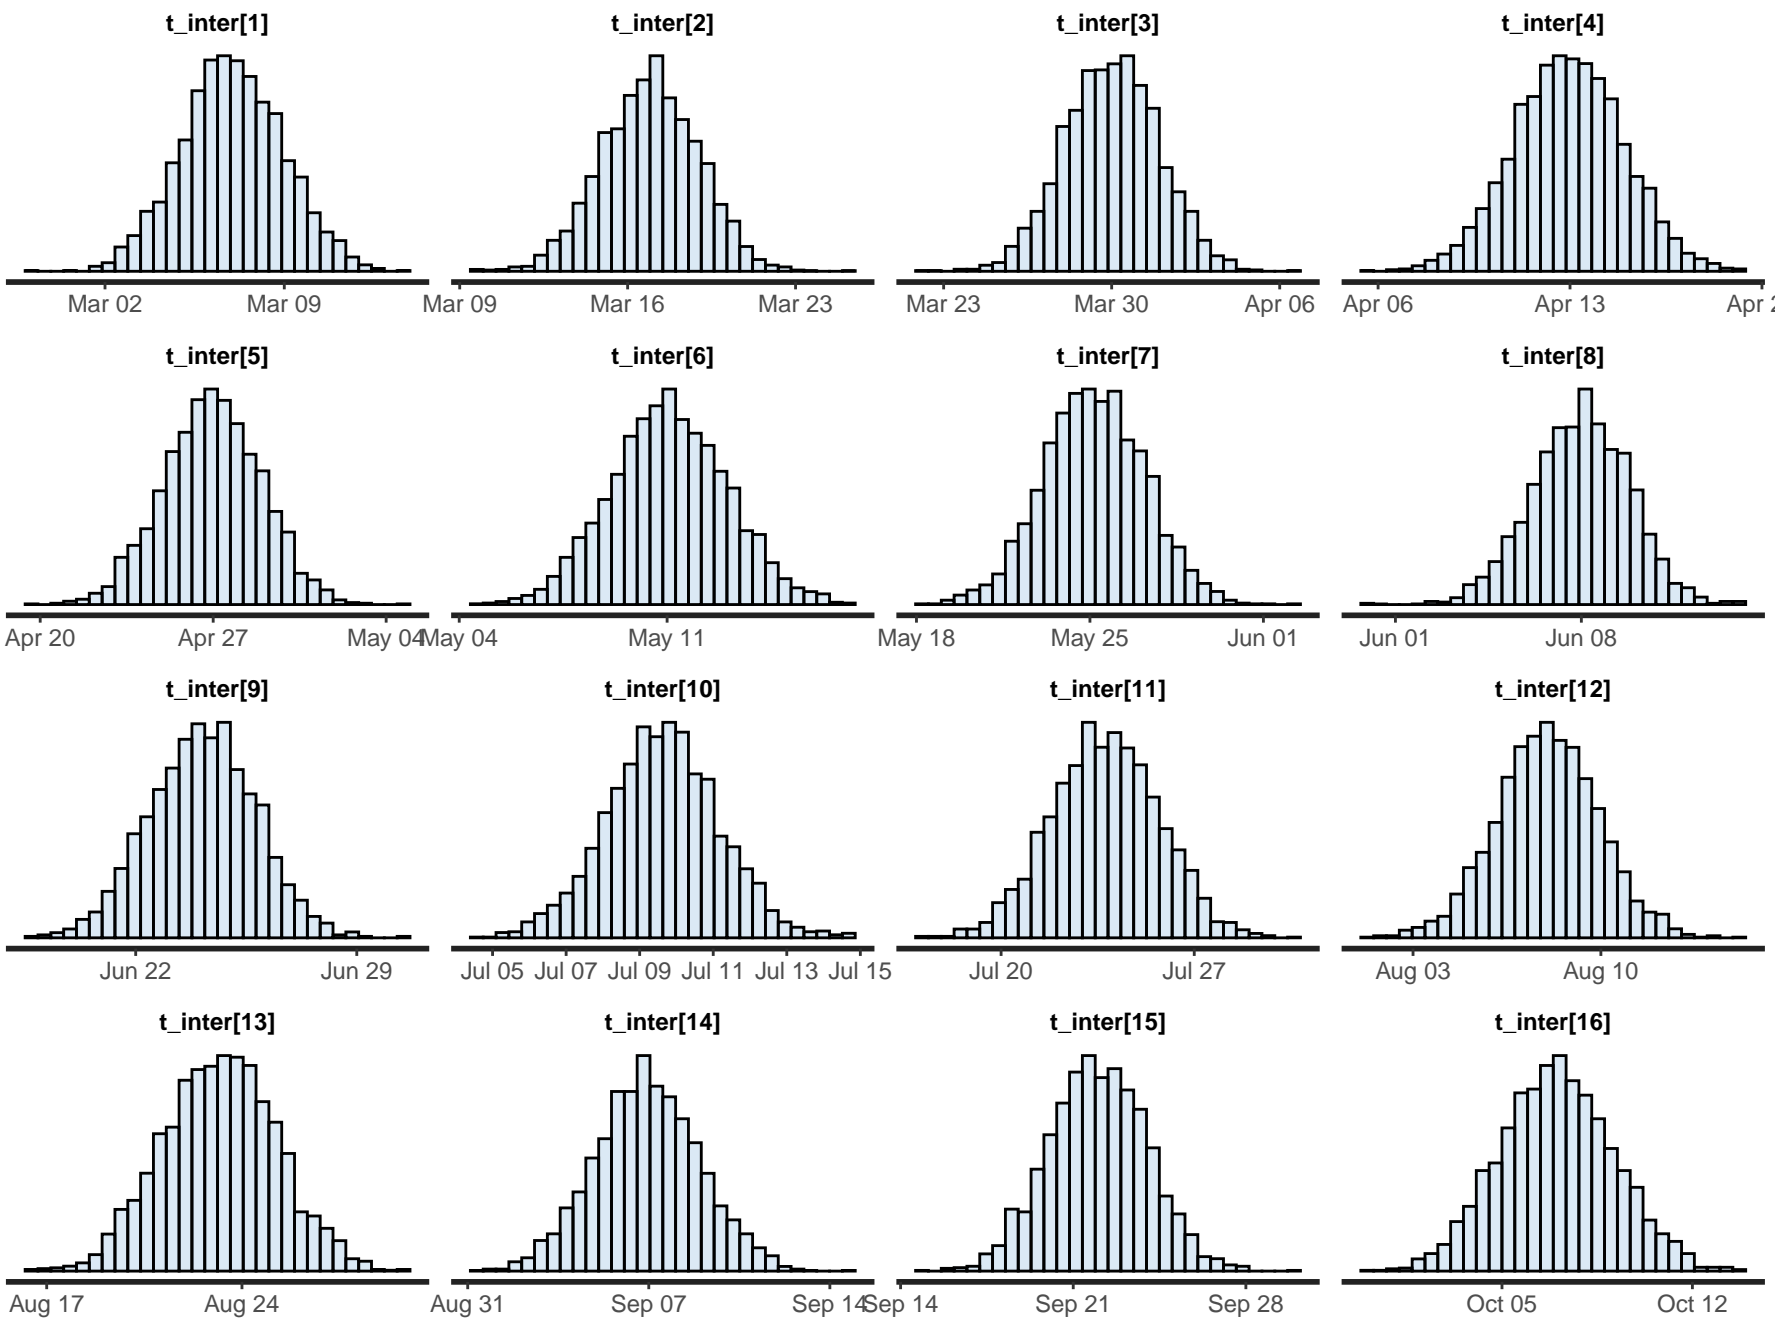 t_inter[1] t_inter[2] t_inter[3] t_inter[4]
Mar 02 Mar 09 Mar 09 Mar 16 Mar 23 Mar 23 Mar 30 Apr 06 Apr 06 Apr 13 Apr
t_inter[5] t_inter[6] t_inter[7] t_inter[8]
Apr 20 Apr 27 May 04 May 04 May 11 May 18 May 25 Jun 01 Jun 01 Jun 08
t_inter[9] t_inter[10] t_inter[11] t_inter[12]
Jun 22 Jun 29 Jul 05 Jul 07 Jul 09 Jul 11 Jul 13 Jul 15 Jul 20 Jul 27 Aug 03 Aug 10
t_inter[13] t_inter[14] t_inter[15] t_inter[16]
Aug 17 Aug 24 Aug 31 Sep 07 Sep 14 Sep 14 Sep 21 Sep 28 Oct 05 Oct 12